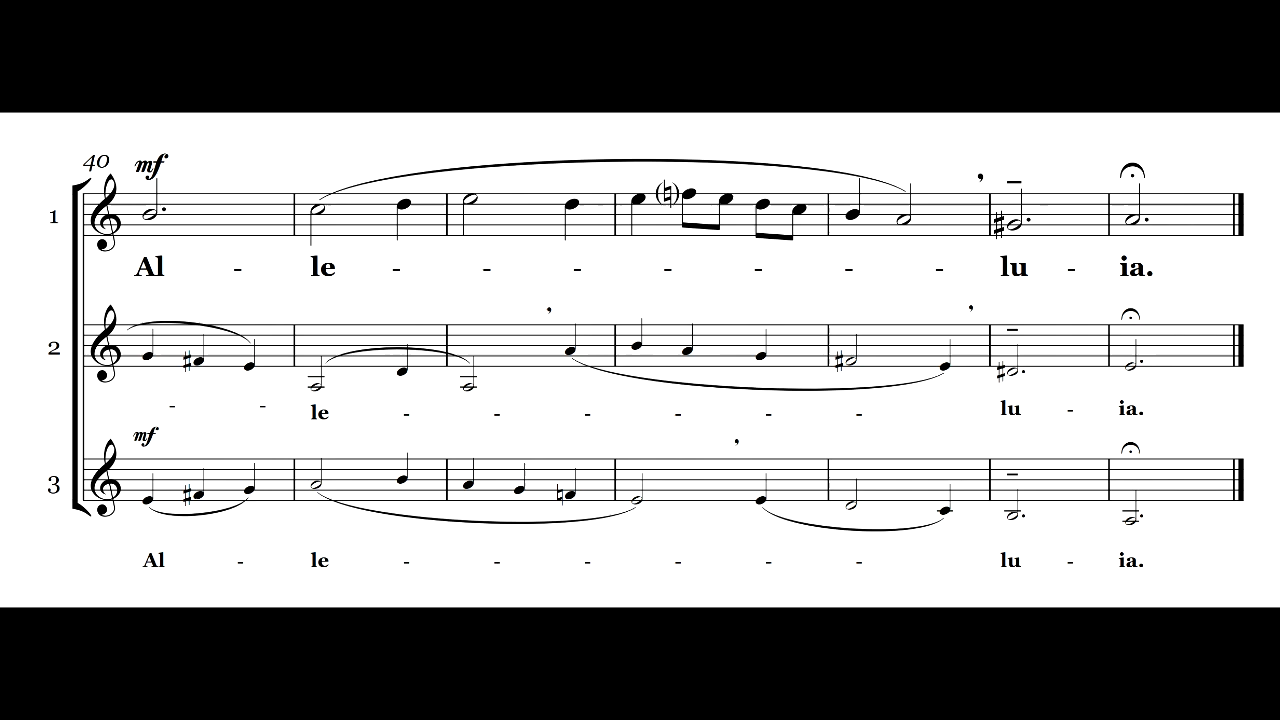 40 mf
1
Al - le - - - - - - - lu - ia.
2
- - le - - - - - - lu - ia.
mf
3
Al - le - - - - - - lu - ia.